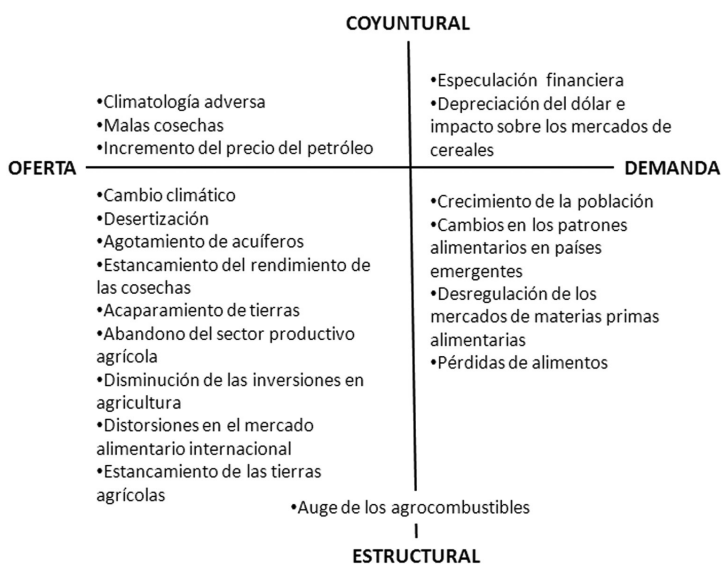 COYUNTURAL
•Climatología adversa
•Malas cosechas
•Incremento del precio del petróleo
•Especulación financiera
•Depreciación del dólar e
impacto sobre los mercados de
cereales
OFERTA
DEMANDA
•Cambio climático
•Desertización
•Agotamiento de acuíferos
•Estancamiento del rendimiento de
las cosechas
•Acaparamiento de tierras
•Abandono del sector productivo
agrícola
•Disminución de las inversiones en
agricultura
•Distorsiones en el mercado
alimentario internacional
•Estancamiento de las tierras
agrícolas
•Crecimiento de la población
•Cambios en los patrones
alimentarios en países
emergentes
•Desregulación de los
mercados de materias primas
alimentarias
•Pérdidas de alimentos
•Auge de los agrocombustibles
ESTRUCTURAL